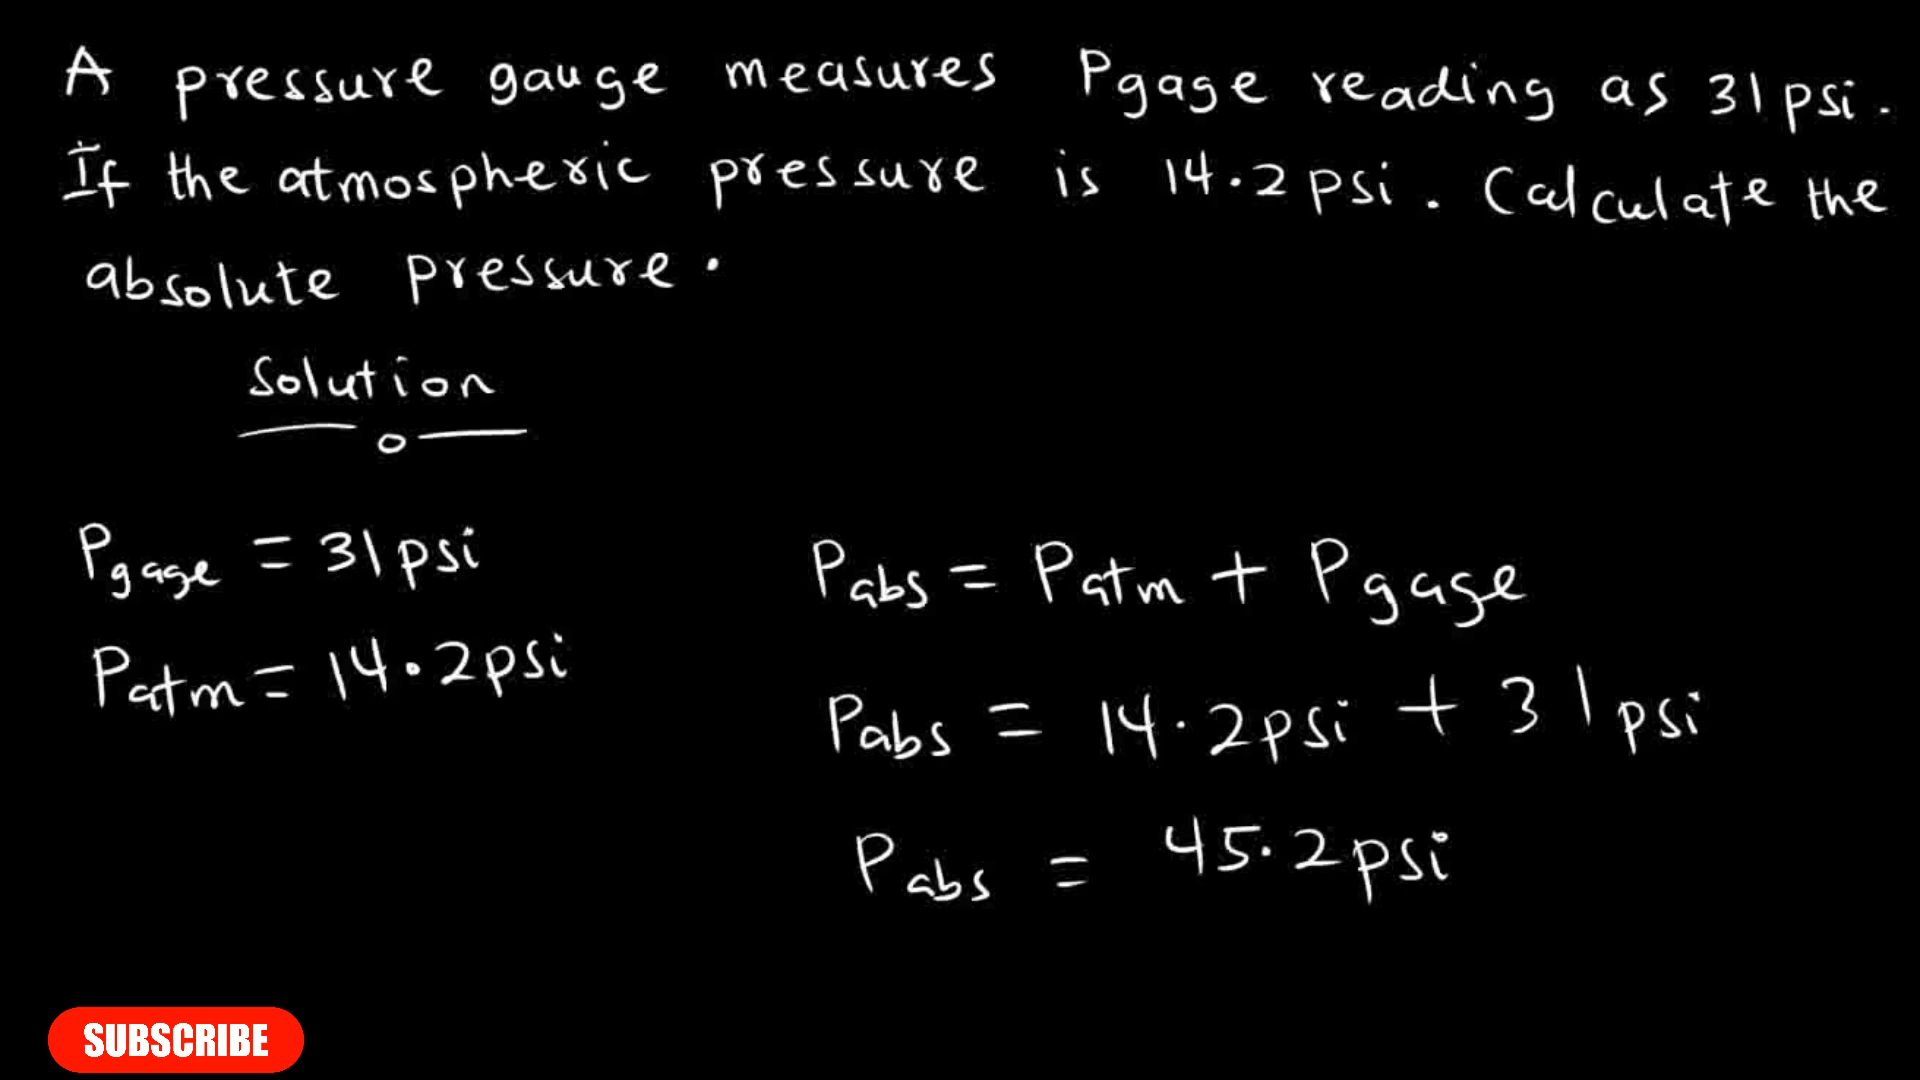 A pressure gauge measures Pgage reading as 31 psi.
If the atmospheric pressure is 14.2 psi. Calculate the
absolute pressure.
Solution
Pgage = 31 psi
Patm = 14.2 psi
Pabs = Patm + Pgage
Pabs = 14.2 psi + 31 psi
Pabs = 45.2 psi
SUBSCRIBE